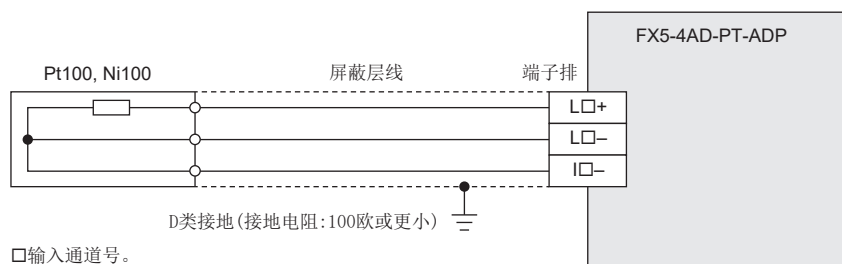 FX5-4AD-PT-ADP
Pt100, Ni100 屏蔽层线 端子排
L□+
L□–
I□–
D类接地(接地电阻:100欧或更小)
□输入通道号。